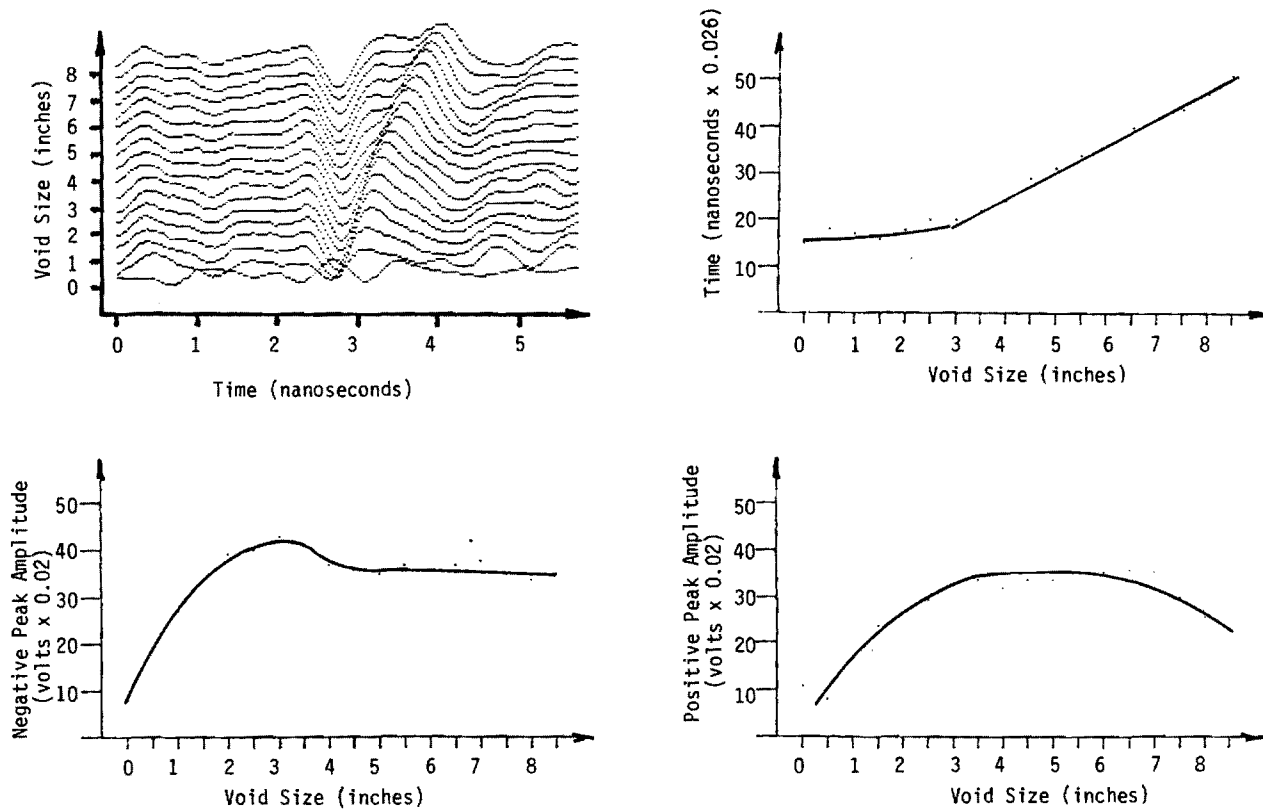 Void Size (inches)
8
7
6
5
4
3
2
1
0
0 1 2 3 4 5
Time (nanoseconds)
Time (nanoseconds x 0.026)
50
40
30
20
10
0 1 2 3 4 5 6 7 8
Void Size (inches)
Negative Peak Amplitude
(volts x 0.02)
50
40
30
20
10
0 1 2 3 4 5 6 7 8
Void Size (inches)
Positive Peak Amplitude
(volts x 0.02)
50
40
30
20
10
0 1 2 3 4 5 6 7 8
Void Size (inches)